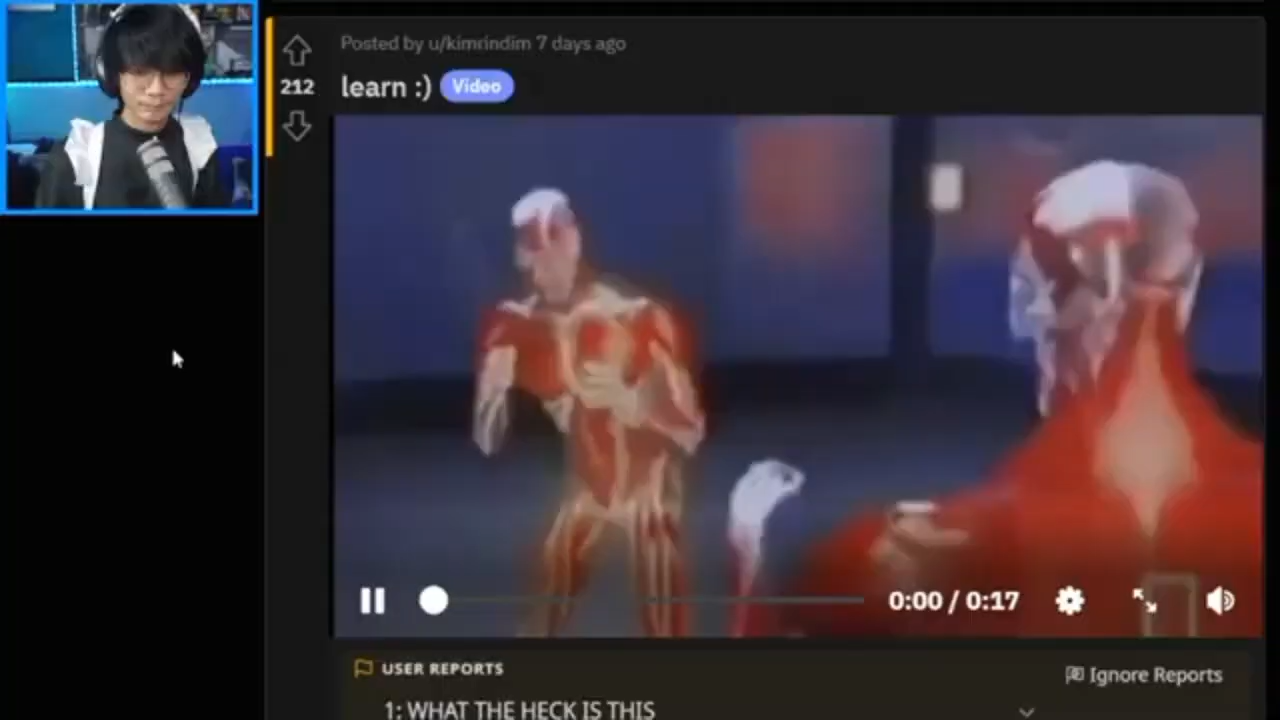 Posted by u/kimrindim 7 days ago
212
learn :) Video
0:00 / 0:17
USER REPORTS
Ignore Reports
1: WHAT THE HECK IS THIS